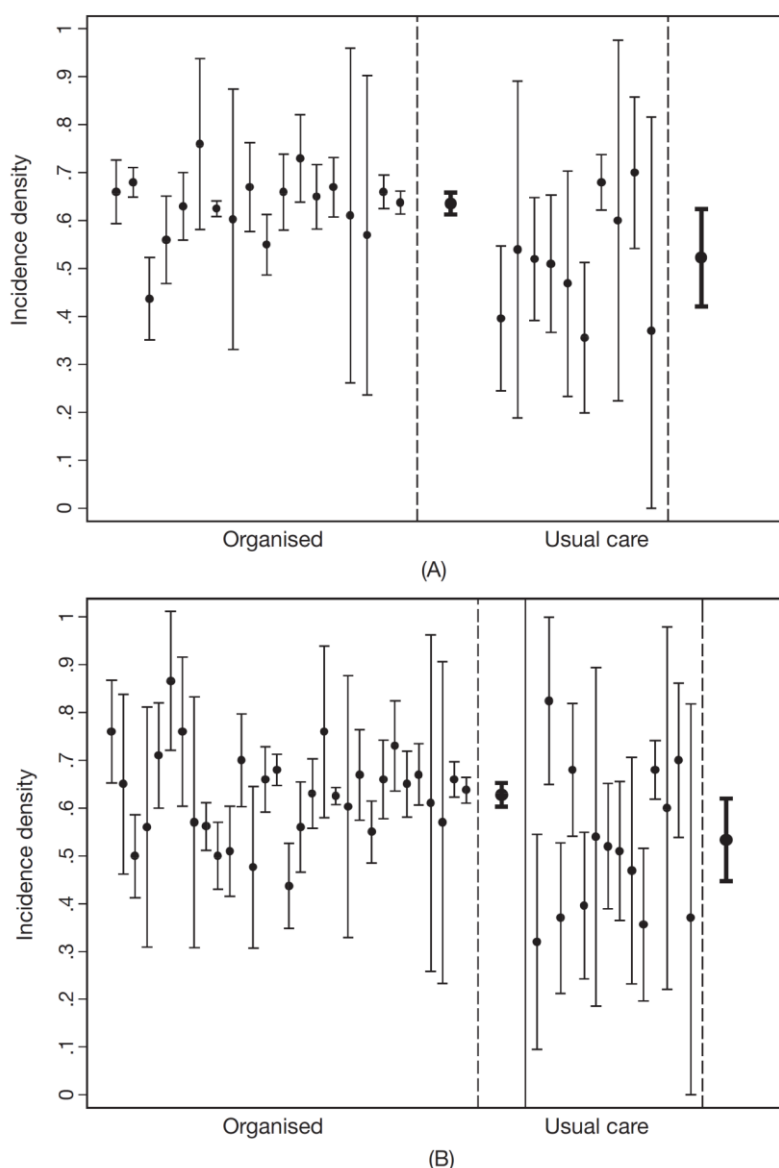 1
.9
.8
.7
.6
.5
.4
.3
.2
.1
0
Incidence density
Organised
Usual care
(A)
1
.9
.8
.7
.6
.5
.4
.3
.2
.1
0
Incidence density
Organised
Usual care
(B)